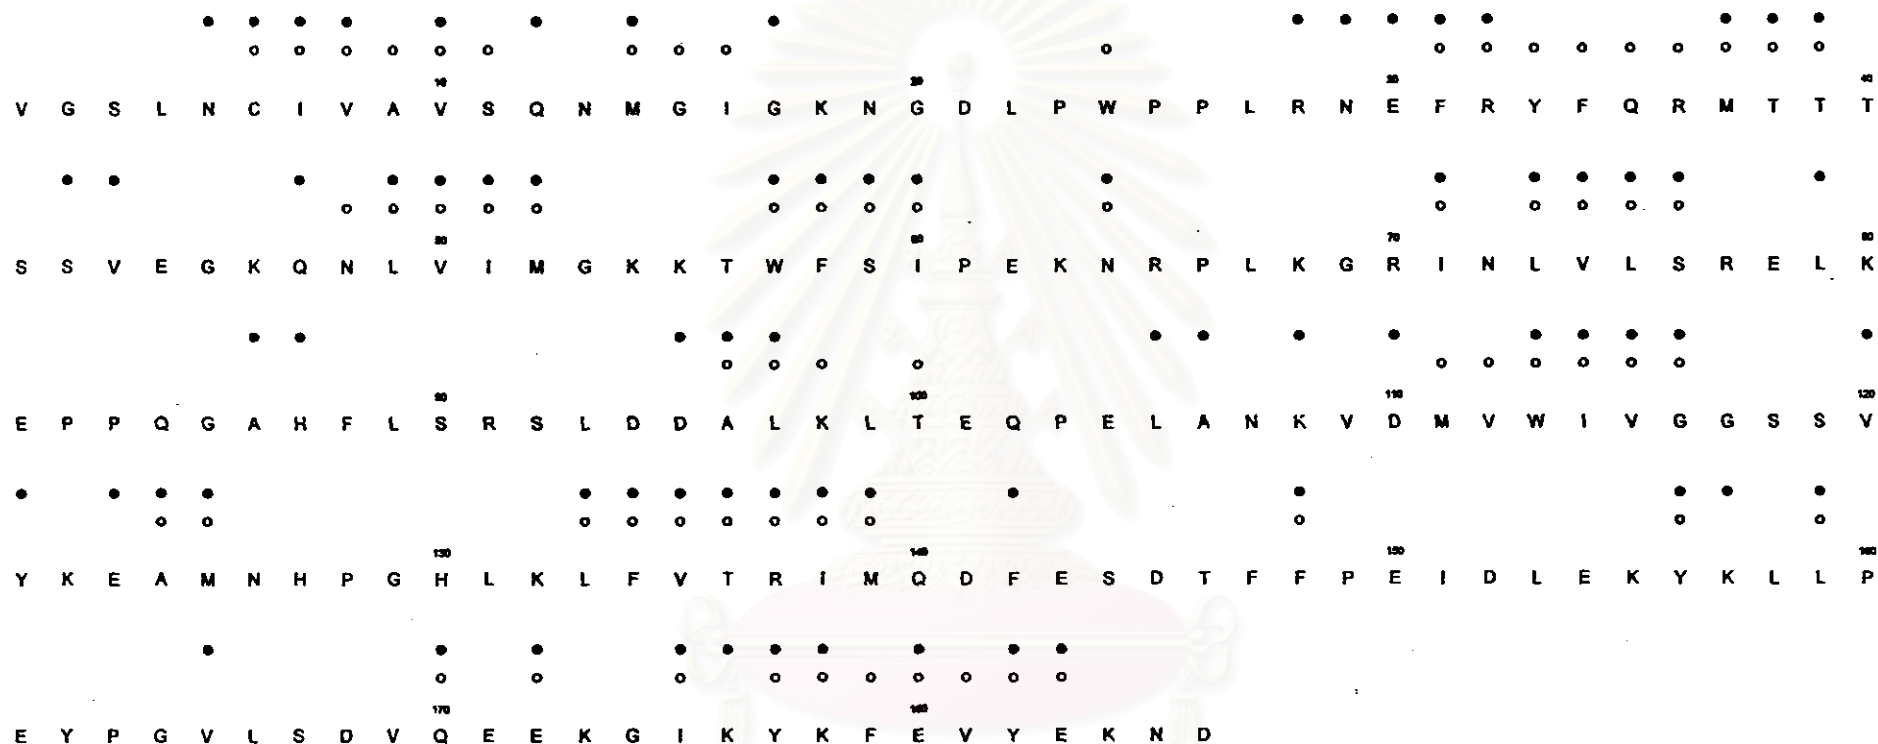 10 20 30 40
V G S L N C I V A V S Q N M G I G K N G D L P W P P L R N E F R Y F Q R M T T T
50 60 70 80
S S V E G K Q N L V I M G K K T W F S I P E K N R P L K G R I N L V L S R E L K
90 100 110 120
E P P Q G A H F L S R S L D D A L K L T E Q P E L A N K V D M V W I V G G S S V
130 140 150 160
Y K E A M N H P G H L K L F V T R I M Q D F E S D T F F P E I D L E K Y K L L P
170 180
E Y P G V L S D V Q E E K G I K Y K F E V Y E K N D